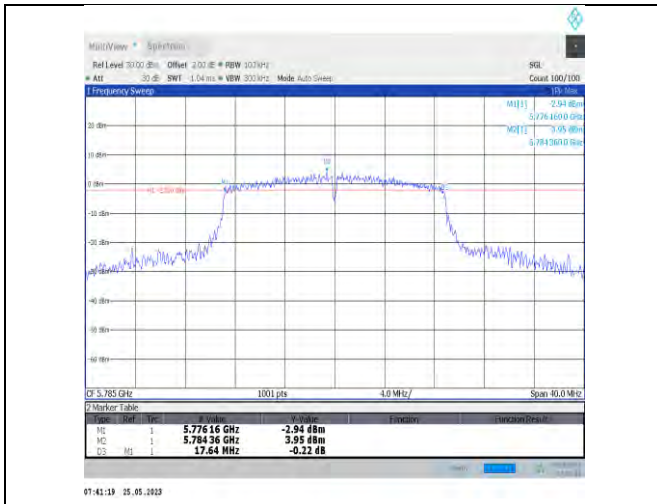 MultiView Spectrum
Ref Level 30.00 dBm Offset 2.00 dB RBW 100 kHz SGL
Att 30 dB SWT 1.04 ms VBW 300 kHz Mode Auto Sweep Count 100/100
1 Frequency Sweep 1Pk Max
M1[1] -2.94 dBm
5.776160 GHz
20 dBm M2[1] 3.95 dBm
5.784360 GHz
10 dBm
M2
0 dBm
-10 dBm
-20 dBm
-30 dBm
-40 dBm
-50 dBm
-60 dBm
CF 5.785 GHz 1001 pts 4.0 MHz/ Span 40.0 MHz
2 Marker Table
Type Ref Trc X-Value Y-Value Function Function Result
M1 1 5.776 16 GHz -2.94 dBm
M2 1 5.784 36 GHz 3.95 dBm
D3 M1 1 17.64 MHz -0.22 dB
07:41:19 25.05.2023